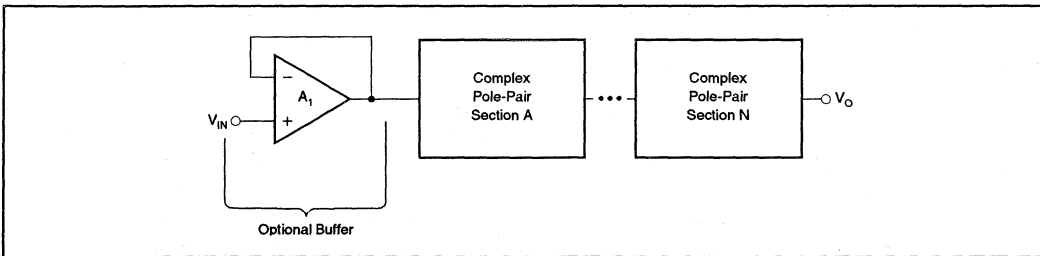 Complex
Pole-Pair
Section A
Complex
Pole-Pair
Section N
−
A1
+
VIN
VO
•••
Optional Buffer